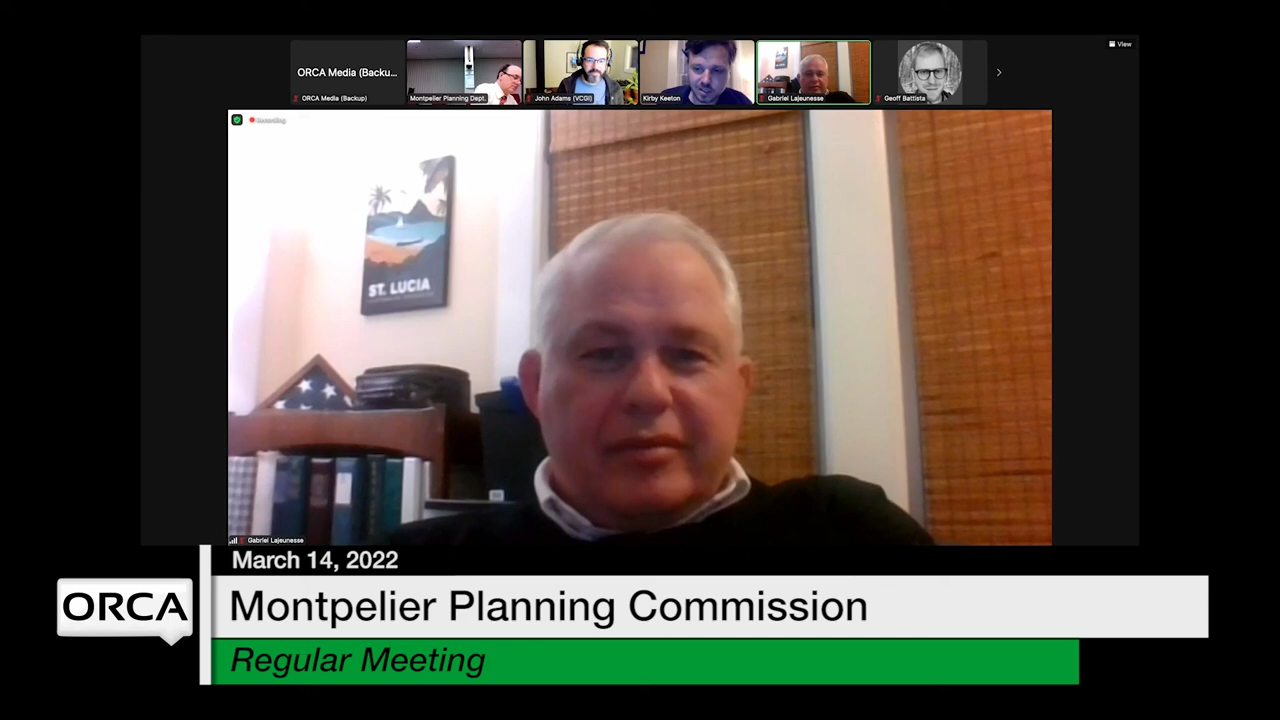 ORCA Media (Backu...
View
ORCA Media (Backup)
Montpelier Planning Dept.
John Adams (VCGI)
Kirby Keeton
Gabriel Lajeunesse
Geoff Battista
Recording
ST. LUCIA
Gabriel Lajeunesse
March 14, 2022
ORCA
Montpelier Planning Commission
Regular Meeting